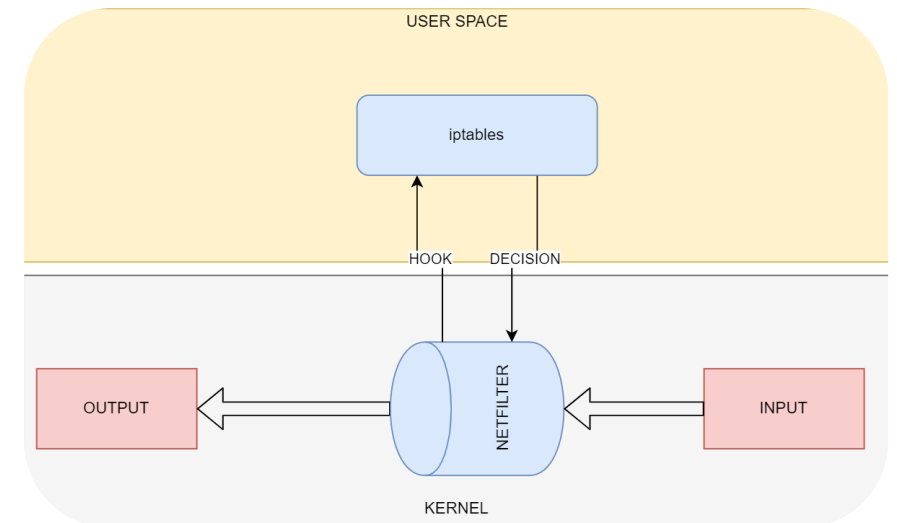 USER SPACE
iptables
HOOK
DECISION
OUTPUT
NETFILTER
INPUT
KERNEL